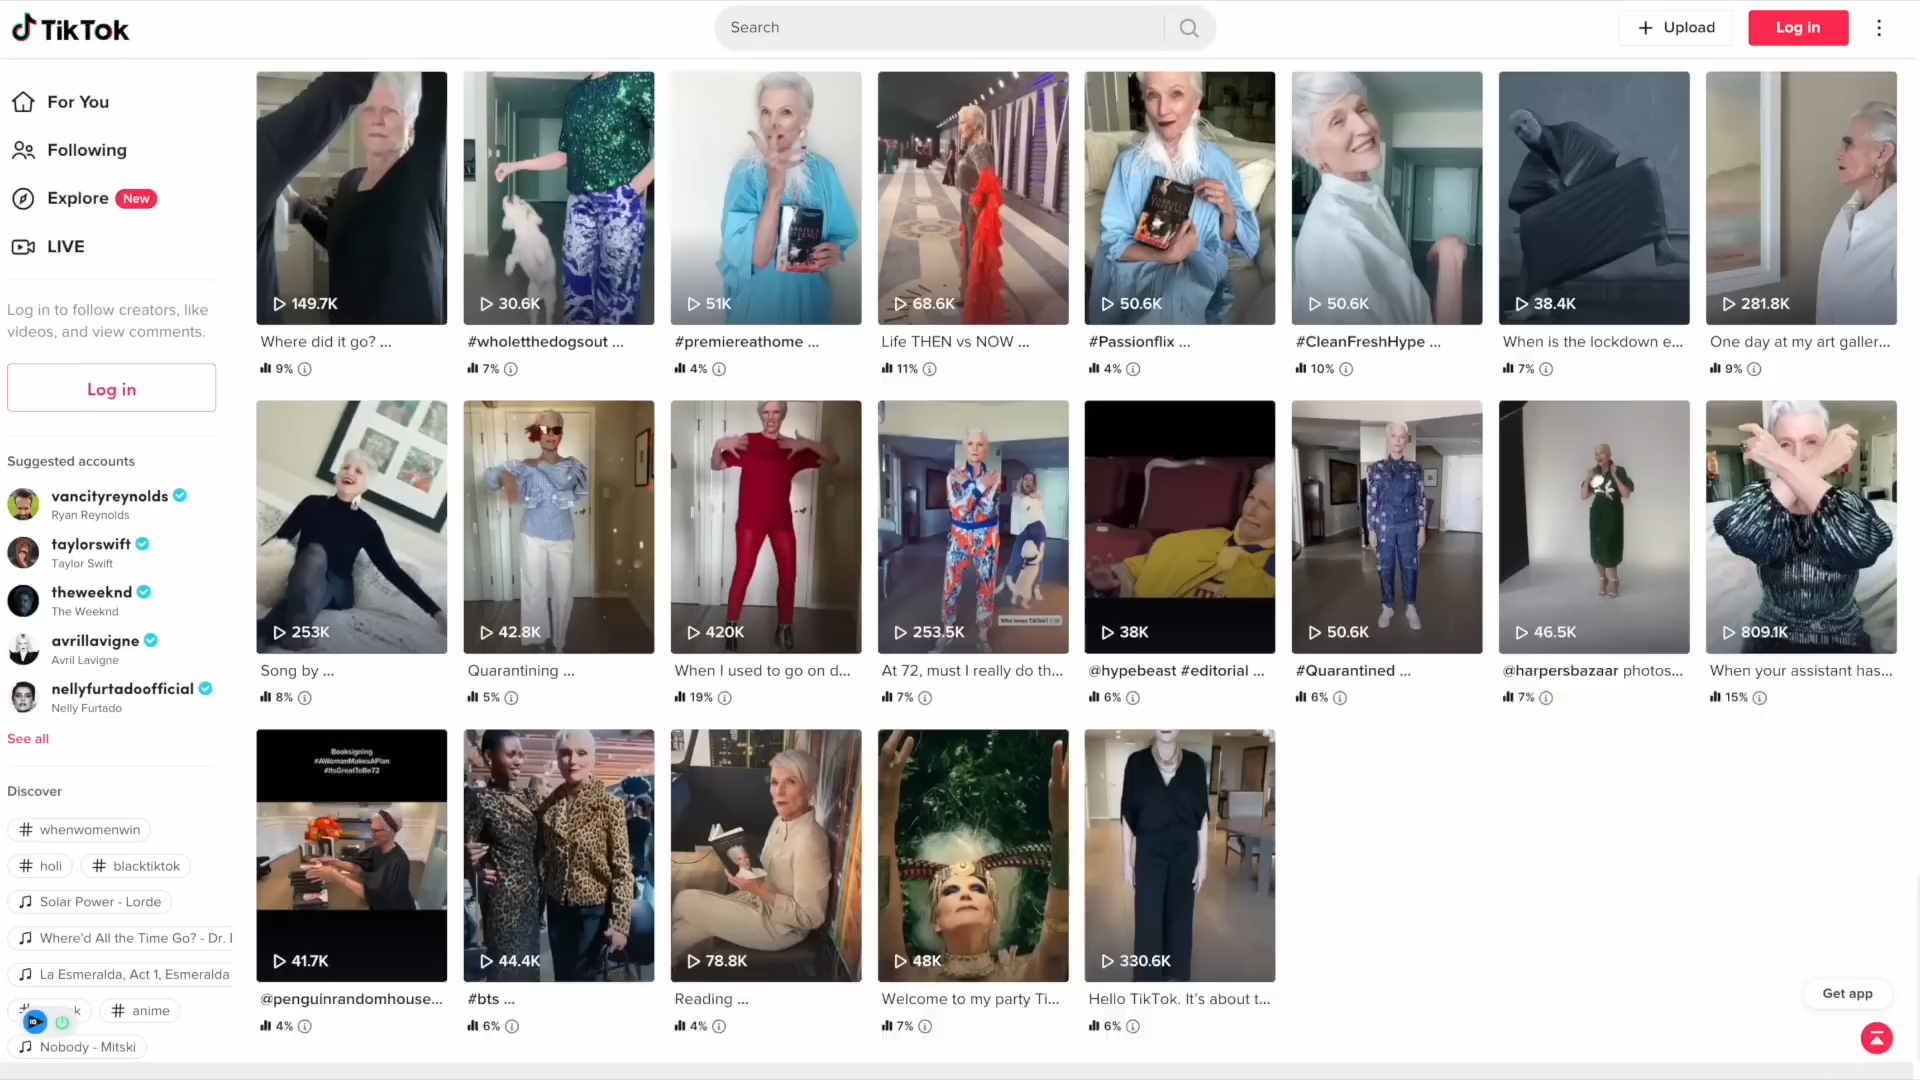 TikTok
Search
Upload
Log in
For You
Following
Explore New
LIVE
Log in to follow creators, like
videos, and view comments.
Log in
Suggested accounts
vancityreynolds
Ryan Reynolds
taylorswift
Taylor Swift
theweeknd
The Weeknd
avrillavigne
Avril Lavigne
nellyfurtadoofficial
Nelly Furtado
See all
Discover
# whenwomenwin
# holi
# blacktiktok
Solar Power - Lorde
Where'd All the Time Go? - Dr.
La Esmeralda, Act 1, Esmeralda
# anime
Nobody - Mitski
149.7K
30.6K
51K
68.6K
50.6K
50.6K
38.4K
281.8K
Where did it go? ...
#wholetthedogsout ...
#premiereathome ...
Life THEN vs NOW ...
#Passionflix ...
#CleanFreshHype ...
When is the lockdown e...
One day at my art galler...
9%
7%
4%
11%
4%
10%
7%
9%
Who loves TikTok?
253K
42.8K
420K
253.5K
38K
50.6K
46.5K
809.1K
Song by ...
Quarantining ...
When I used to go on d...
At 72, must I really do th...
@hypebeast #editorial ...
#Quarantined ...
@harpersbazaar photos...
When your assistant has...
8%
5%
19%
7%
6%
6%
7%
15%
Booksigning
#AWomanMakesAPlan
#ItsGreatToBe72
41.7K
44.4K
78.8K
48K
330.6K
@penguinrandomhouse...
#bts ...
Reading ...
Welcome to my party Ti...
Hello TikTok. It's about t...
4%
6%
4%
7%
6%
Get app